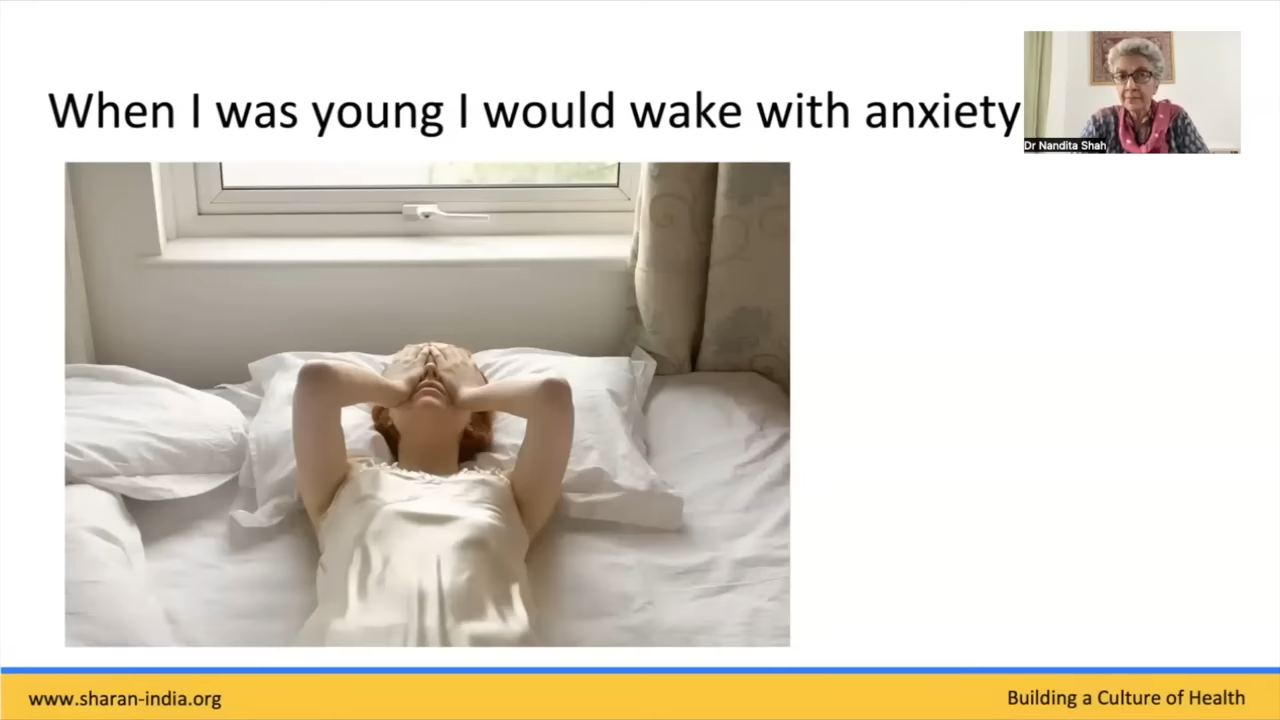 When I was young I would wake with anxiety
Dr Nandita Shah
www.sharan-india.org
Building a Culture of Health